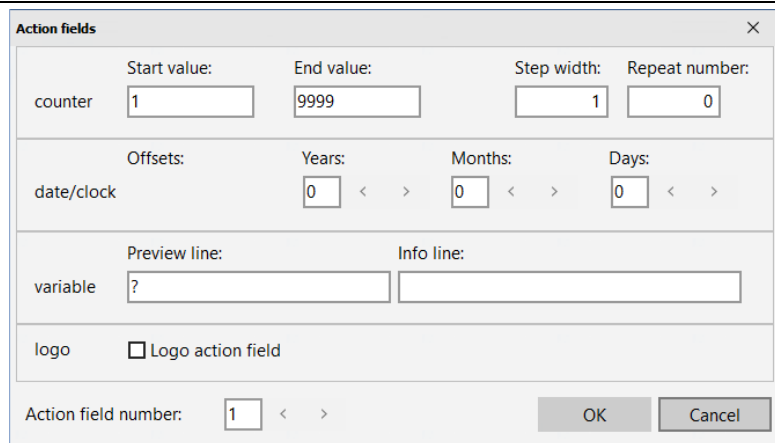 Action fields
Start value: End value: Step width: Repeat number:
counter 1 9999 1 0
Offsets: Years: Months: Days:
date/clock 0 < > 0 < > 0 < >
Preview line: Info line:
variable ?
logo Logo action field
Action field number: 1 < > OK Cancel